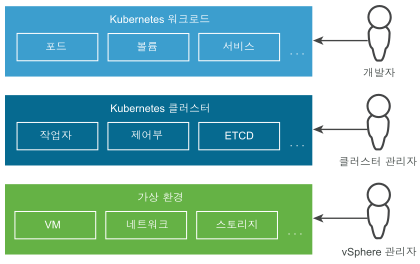 Kubernetes 워크로드
포드 볼륨 서비스 ...
개발자
Kubernetes 클러스터
작업자 제어부 ETCD ...
클러스터 관리자
가상 환경
VM 네트워크 스토리지 ...
vSphere 관리자